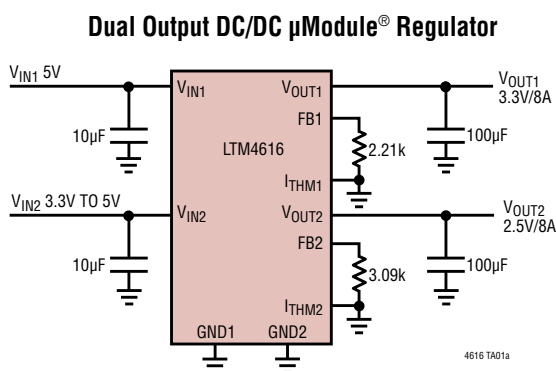 Dual Output DC/DC µModule® Regulator
VIN1 5V
VIN1
VOUT1
VOUT1
3.3V/8A
10µF
FB1
LTM4616
2.21k
100µF
ITHM1
VIN2 3.3V TO 5V
VIN2
VOUT2
VOUT2
2.5V/8A
FB2
10µF
3.09k
100µF
ITHM2
GND1 GND2
4616 TA01a